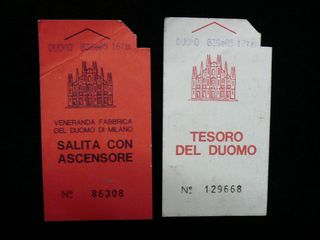 DUOMO
VENERANDA FABBRICA
DEL DUOMO DI MILANO
SALITA CON
ASCENSORE
No 86308
DUOMO
TESORO
DEL DUOMO
No 129668